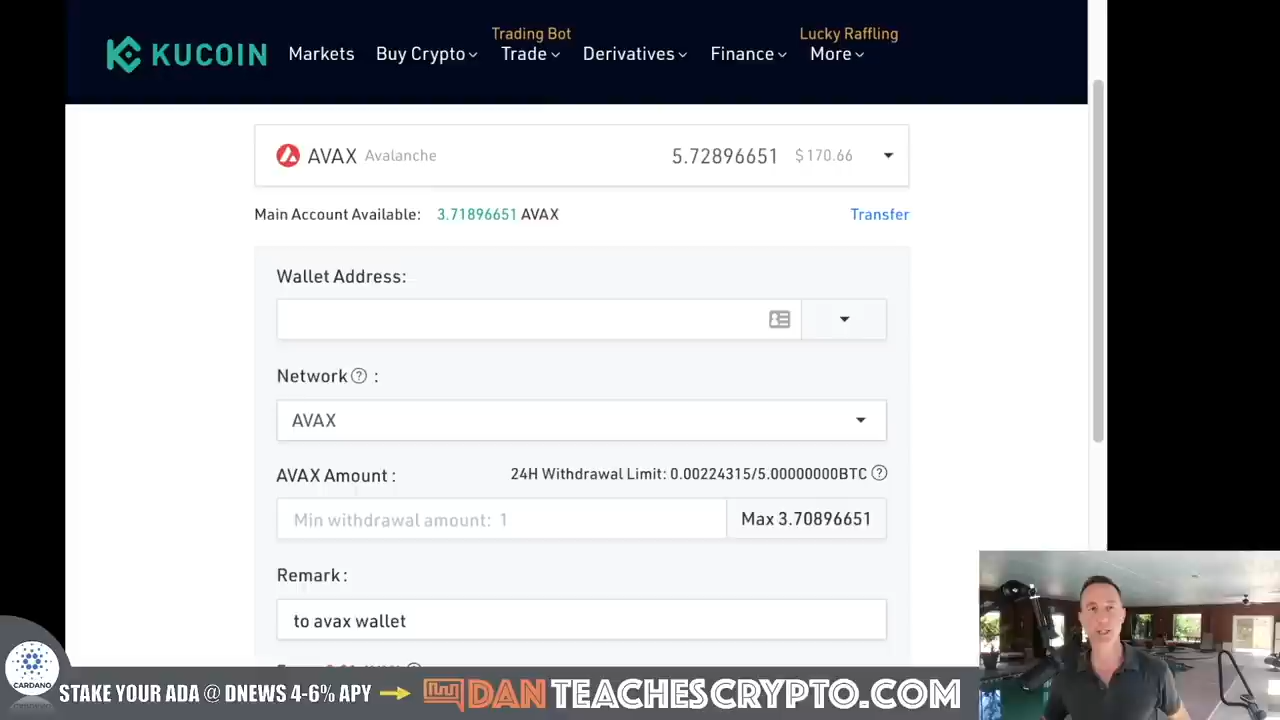 Trading Bot
Lucky Raffling
KUCOIN Markets Buy Crypto Trade Derivatives Finance More
AVAX Avalanche 5.72896651 $170.66
Main Account Available: 3.71896651 AVAX Transfer
Wallet Address:
Network ? :
AVAX
AVAX Amount : 24H Withdrawal Limit: 0.00224315/5.00000000BTC ?
Min withdrawal amount: 1 Max 3.70896651
Remark:
to avax wallet
CARDANO
STAKE YOUR ADA @ DNEWS 4-6% APY DANTEACHESCRYPTO.COM